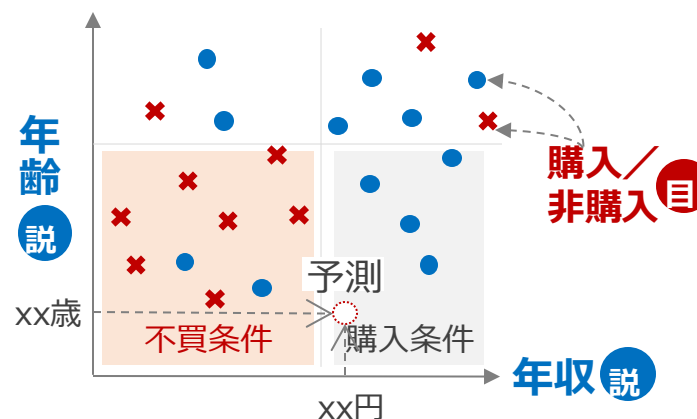 年齢
説
購入／
非購入
目
予測
xx歳
不買条件
購入条件
年収
説
xx円